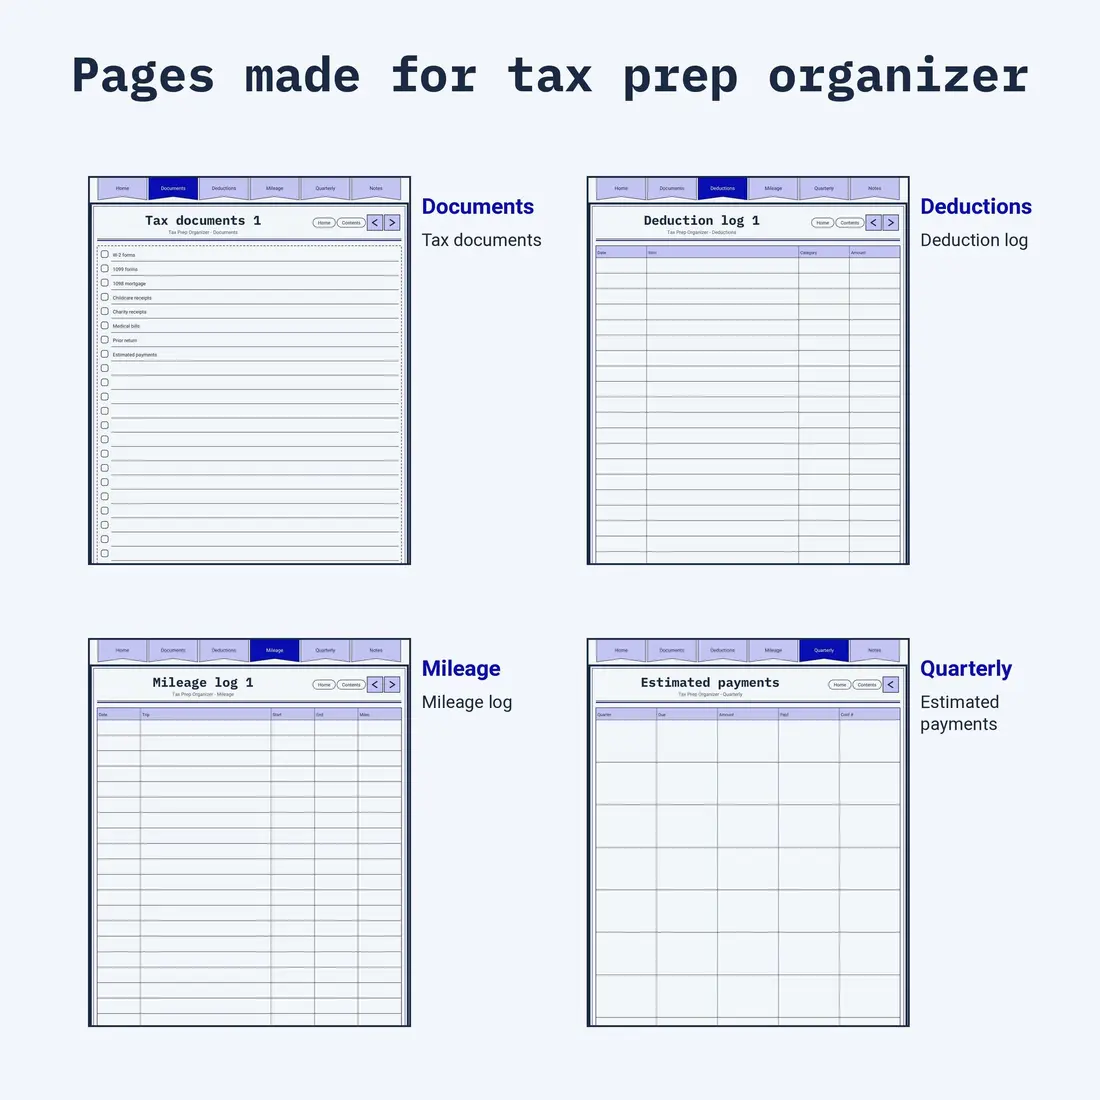 Pages made for tax prep organizer
Home Documents Deductions Mileage Quarterly Notes
Tax documents 1
Home Contents < >
Tax Prep Organizer - Documents
W-2 forms
1099 forms
1098 mortgage
Childcare receipts
Charity receipts
Medical bills
Prior return
Estimated payments
Documents
Tax documents
Home Documents Deductions Mileage Quarterly Notes
Deduction log 1
Home Contents < >
Tax Prep Organizer - Deductions
Date Item Category Amount
Deductions
Deduction log
Home Documents Deductions Mileage Quarterly Notes
Mileage log 1
Home Contents < >
Tax Prep Organizer - Mileage
Date Trip Start End Miles
Mileage
Mileage log
Home Documents Deductions Mileage Quarterly Notes
Estimated payments
Home Contents <
Tax Prep Organizer - Quarterly
Quarter Due Amount Paid Conf #
Quarterly
Estimated
payments